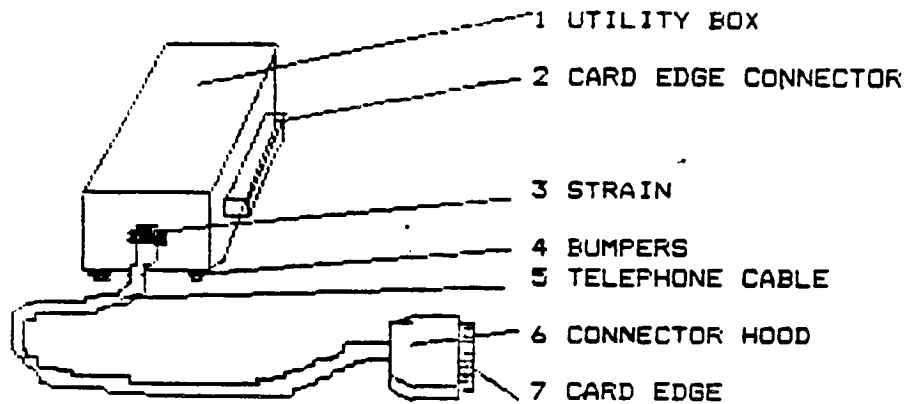 1 UTILITY BOX
2 CARD EDGE CONNECTOR
3 STRAIN
4 BUMPERS
5 TELEPHONE CABLE
6 CONNECTOR HOOD
7 CARD EDGE